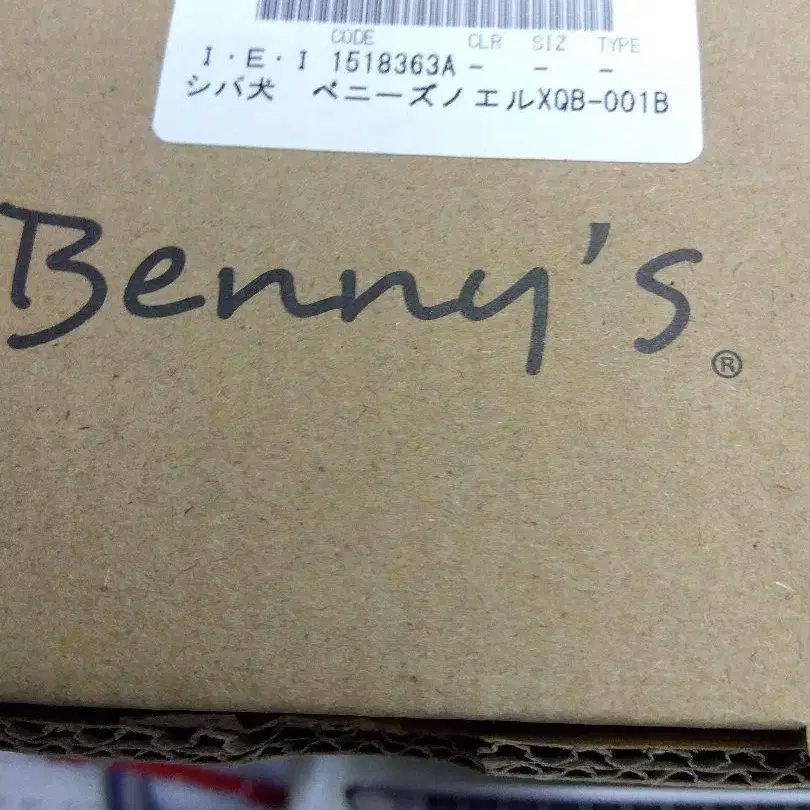 CODE CLR SIZ TYPE
I・E・I 1518363A - - -
シバ犬 ベニーズノエルXQB-001B
Benny's®